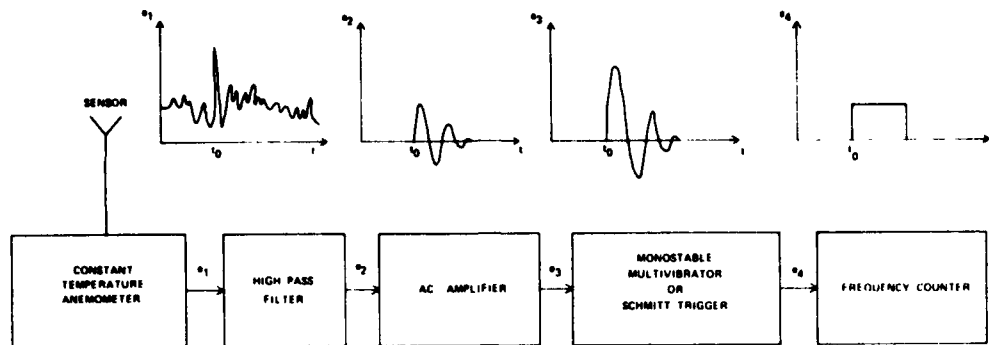 e1
e2
e3
e4
SENSOR
t0
t
t0
t
t0
t
t0
CONSTANT
TEMPERATURE
ANEMOMETER
e1
HIGH PASS
FILTER
e2
AC AMPLIFIER
e3
MONOSTABLE
MULTIVIBRATOR
OR
SCHMITT TRIGGER
e4
FREQUENCY COUNTER